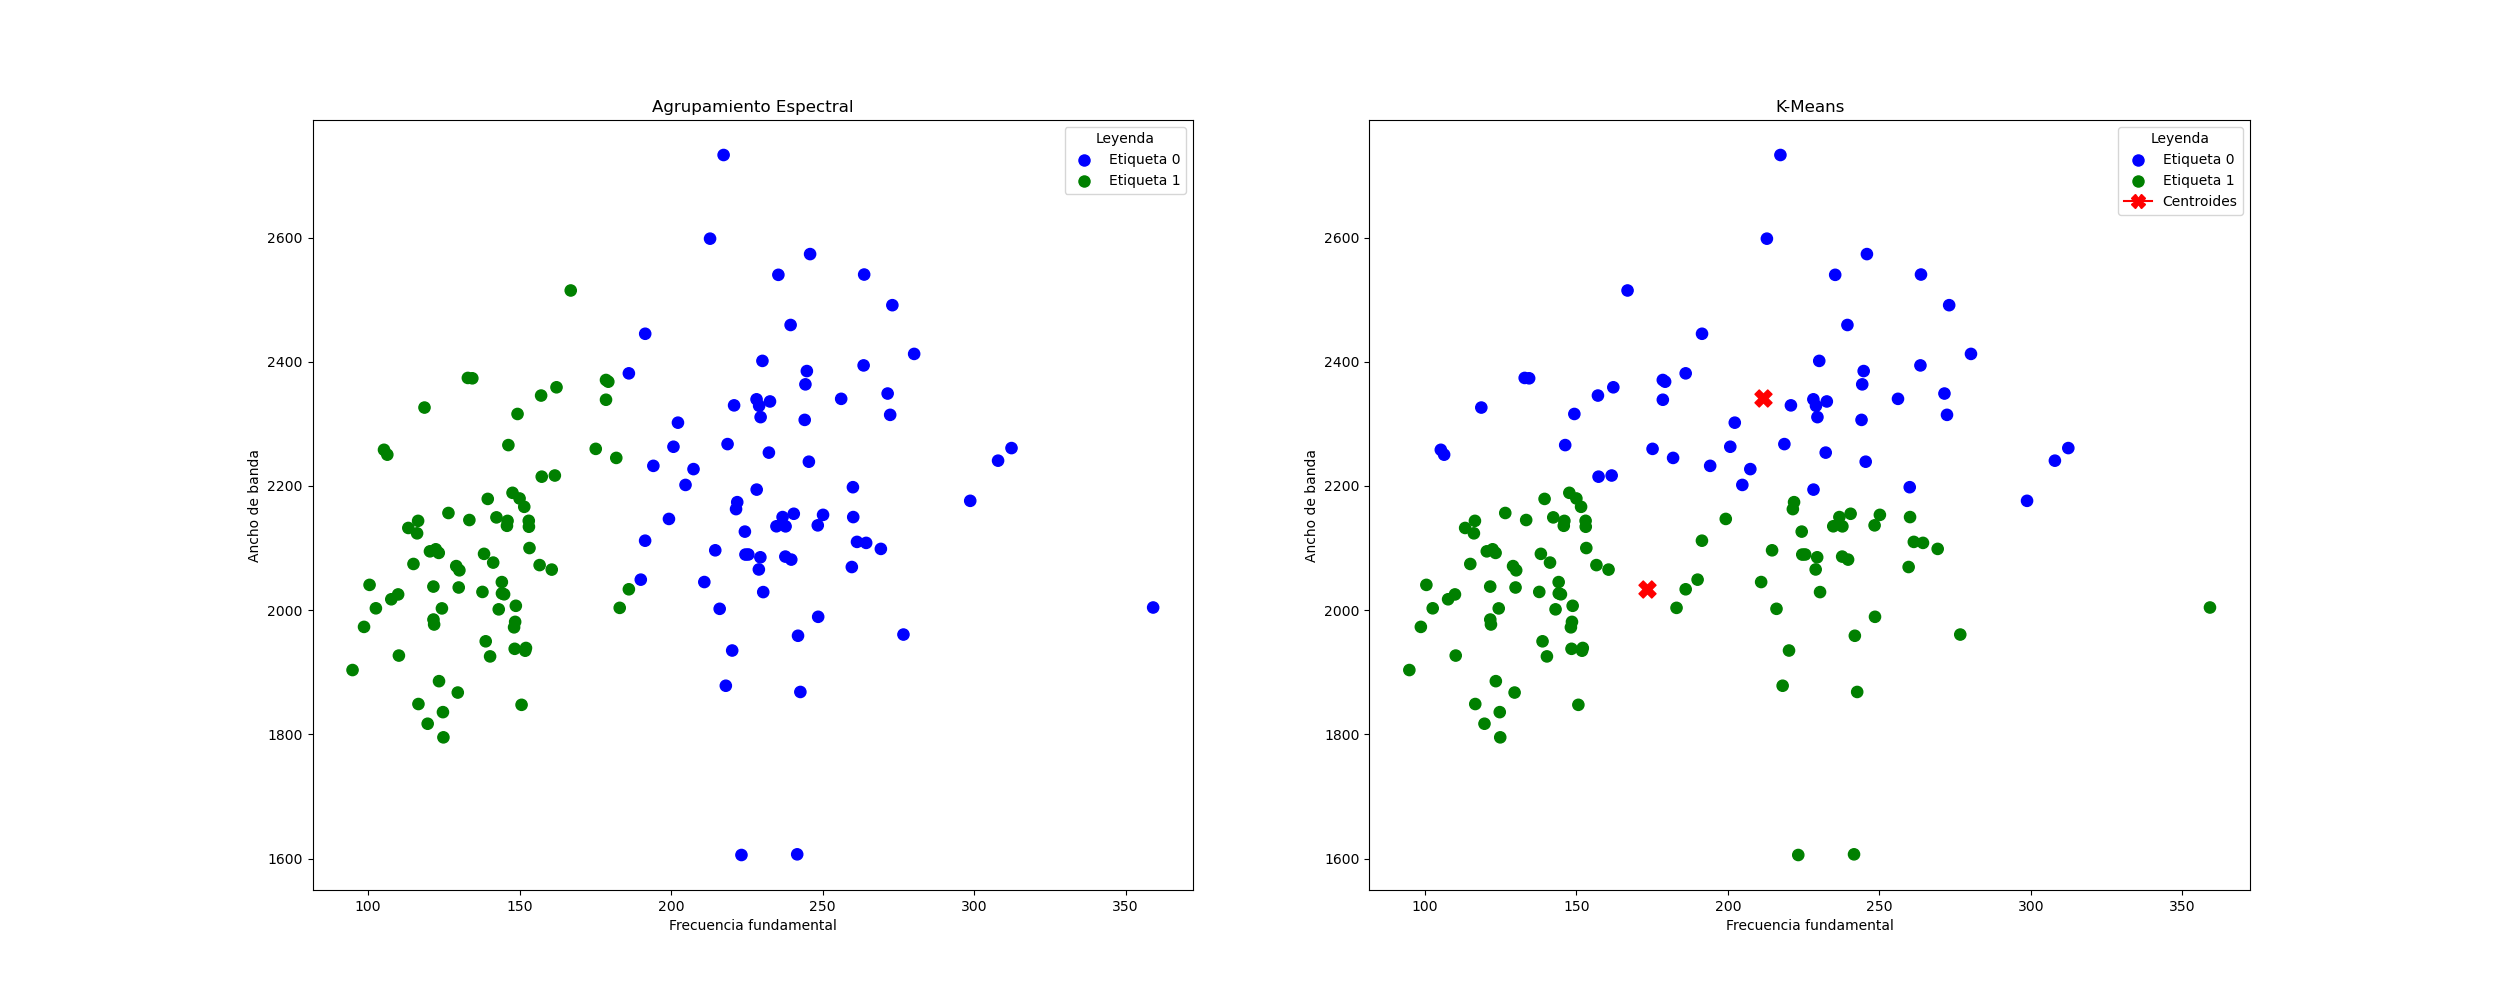 Agrupamiento Espectral
Leyenda
Etiqueta 0
Etiqueta 1
2600
2400
2200
2000
1800
1600
Ancho de banda
100 150 200 250 300 350
Frecuencia fundamental
K-Means
Leyenda
Etiqueta 0
Etiqueta 1
Centroides
2600
2400
2200
2000
1800
1600
Ancho de banda
100 150 200 250 300 350
Frecuencia fundamental